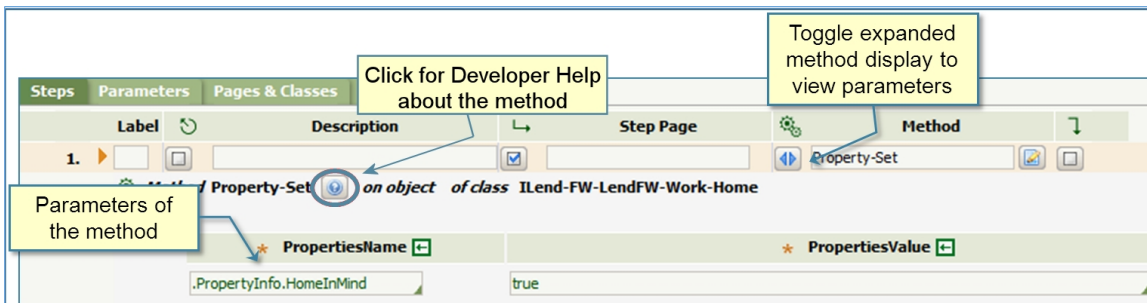 Toggle expanded
method display to
view parameters
Click for Developer Help
about the method
Steps Parameters Pages & Classes
Label Description Step Page Method
1. Property-Set
Property-Set on object of class ILend-FW-LendFW-Work-Home
Parameters of
the method
* PropertiesName * PropertiesValue
.PropertyInfo.HomeInMind true